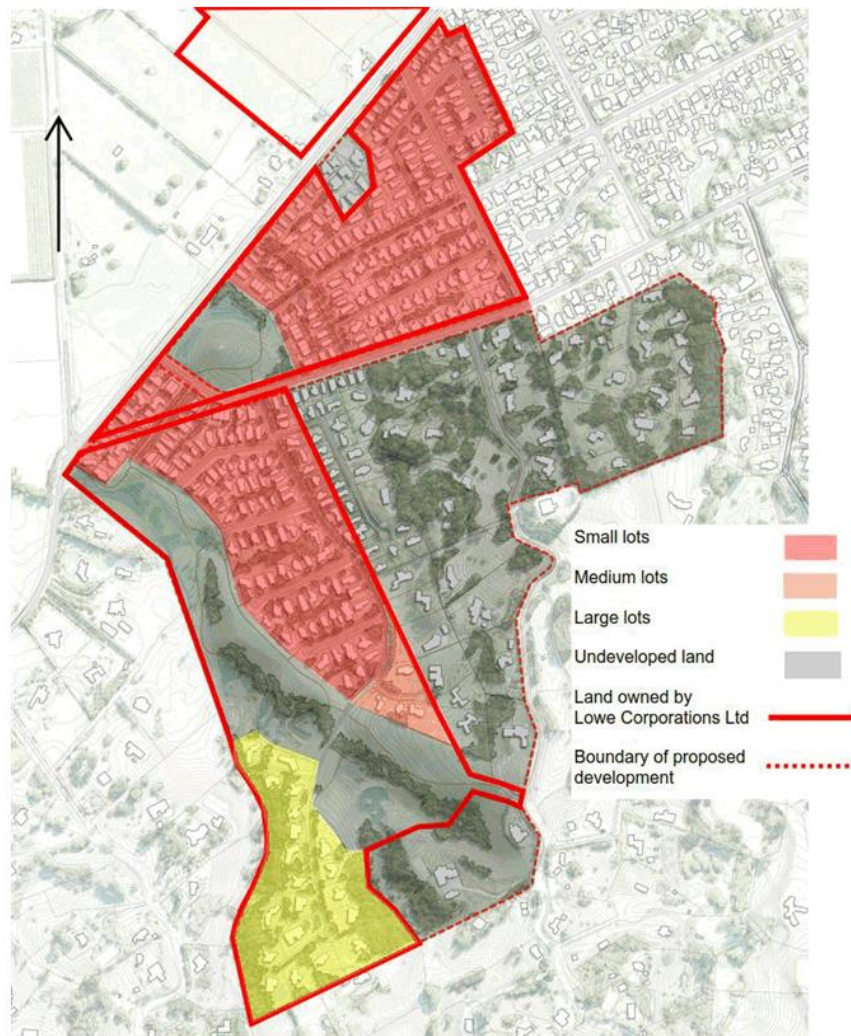 Small lots
Medium lots
Large lots
Undeveloped land
Land owned by
Lowe Corporations Ltd
Boundary of proposed
development